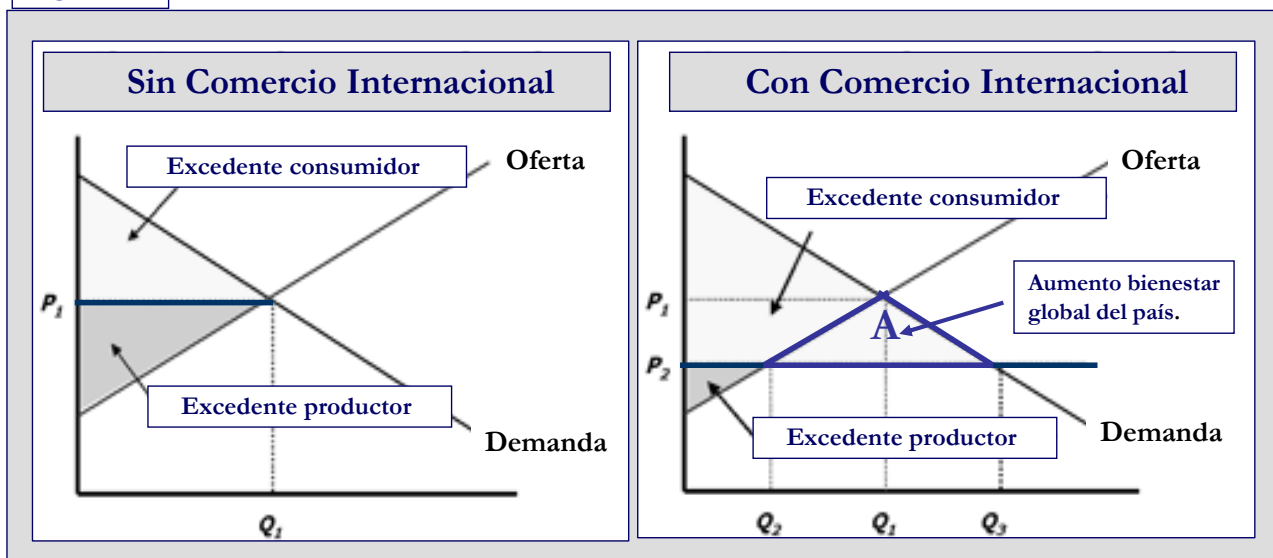 Sin Comercio Internacional
Excedente consumidor
Oferta
P1
Excedente productor
Demanda
Q1
Con Comercio Internacional
Oferta
Excedente consumidor
Aumento bienestar
global del país.
P1
A
P2
Excedente productor
Demanda
Q2
Q1
Q3